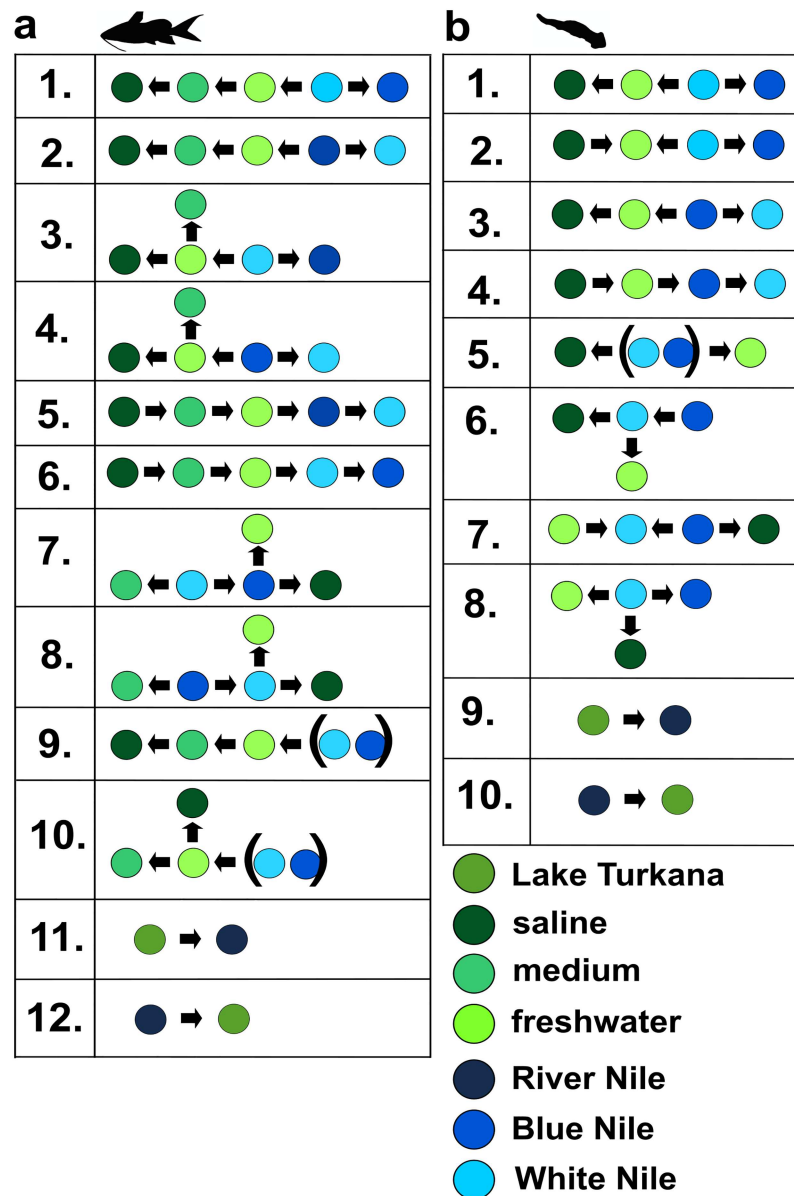 a
1.
2.
3.
4.
5.
6.
7.
8.
9.
10.
11.
12.
b
1.
2.
3.
4.
5.
6.
7.
8.
9.
10.
Lake Turkana
saline
medium
freshwater
River Nile
Blue Nile
White Nile